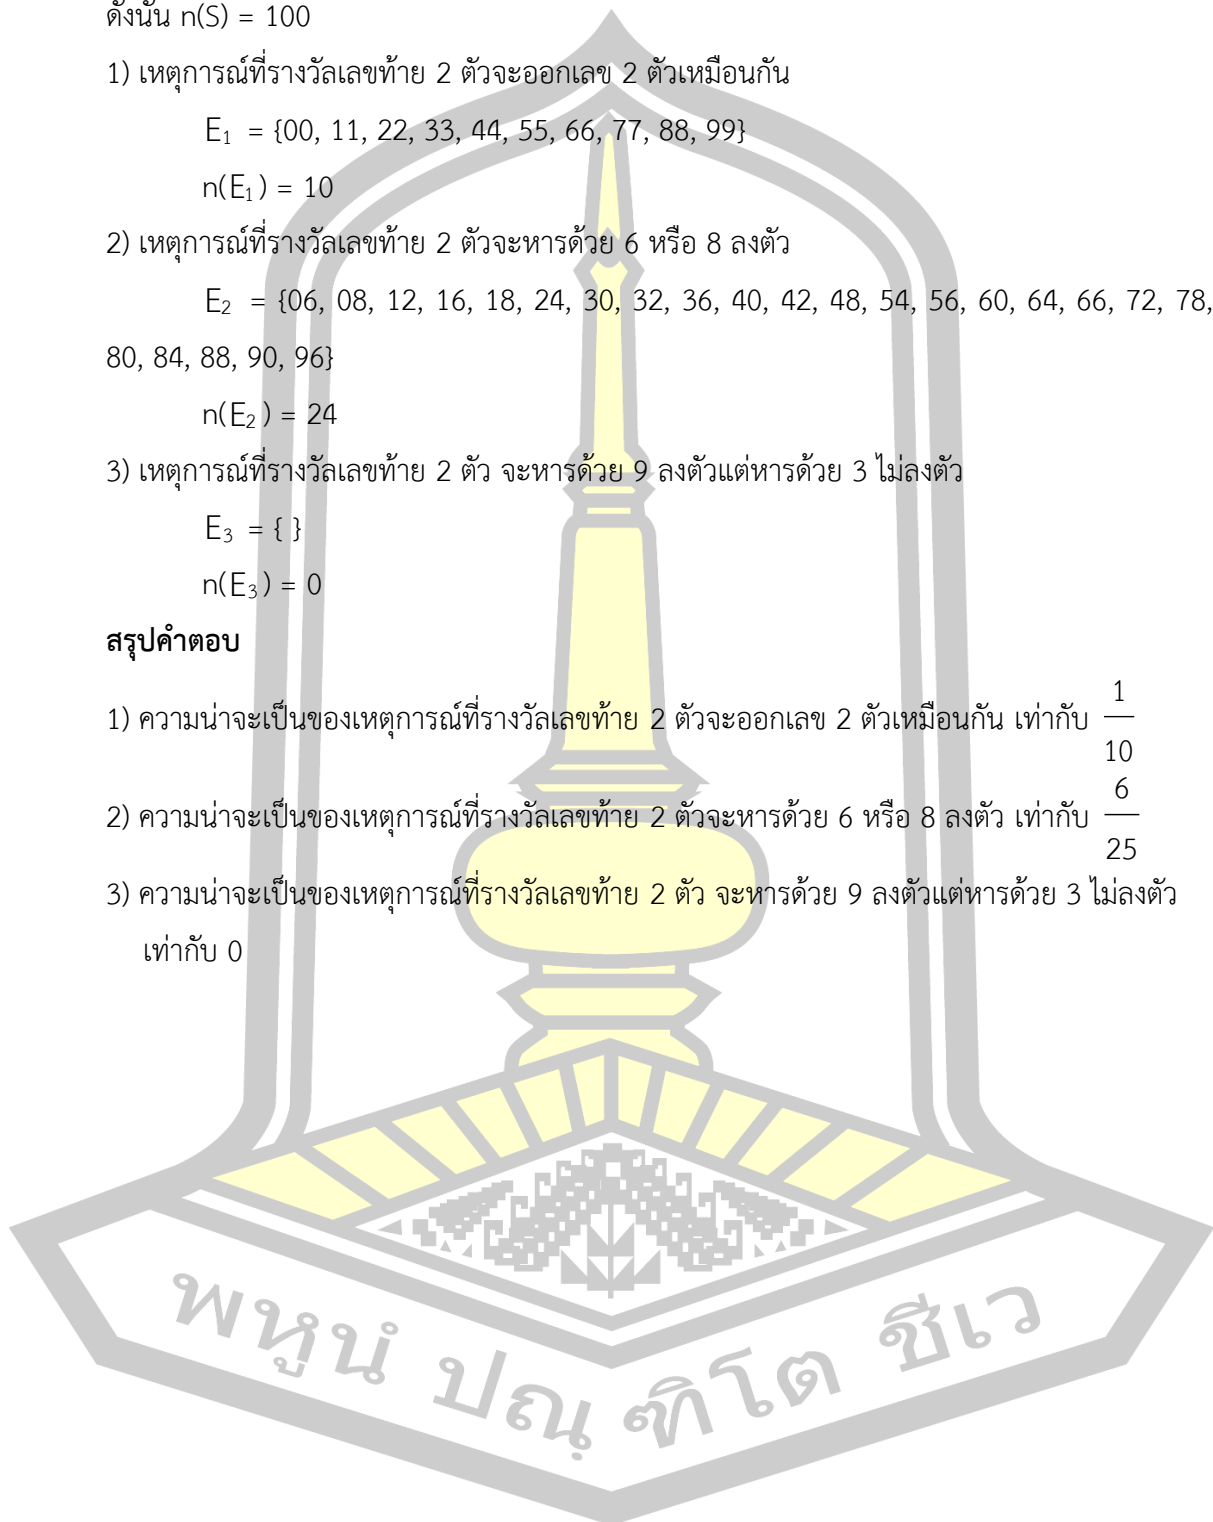 ดังนั้น n(S) = 100
1) เหตุการณ์ที่รางวัลเลขท้าย 2 ตัวจะออกเลข 2 ตัวเหมือนกัน
E₁ = {00, 11, 22, 33, 44, 55, 66, 77, 88, 99}
n(E₁) = 10
2) เหตุการณ์ที่รางวัลเลขท้าย 2 ตัวจะหารด้วย 6 หรือ 8 ลงตัว
E₂ = {06, 08, 12, 16, 18, 24, 30, 32, 36, 40, 42, 48, 54, 56, 60, 64, 66, 72, 78,
80, 84, 88, 90, 96}
n(E₂) = 24
3) เหตุการณ์ที่รางวัลเลขท้าย 2 ตัว จะหารด้วย 9 ลงตัวแต่หารด้วย 3 ไม่ลงตัว
E₃ = { }
n(E₃) = 0
สรุปคำตอบ
1) ความน่าจะเป็นของเหตุการณ์ที่รางวัลเลขท้าย 2 ตัวจะออกเลข 2 ตัวเหมือนกัน เท่ากับ 1/10
2) ความน่าจะเป็นของเหตุการณ์ที่รางวัลเลขท้าย 2 ตัวจะหารด้วย 6 หรือ 8 ลงตัว เท่ากับ 6/25
3) ความน่าจะเป็นของเหตุการณ์ที่รางวัลเลขท้าย 2 ตัว จะหารด้วย 9 ลงตัวแต่หารด้วย 3 ไม่ลงตัว
เท่ากับ 0
พหูนํ ปณฺ ฑิโต ชีเว